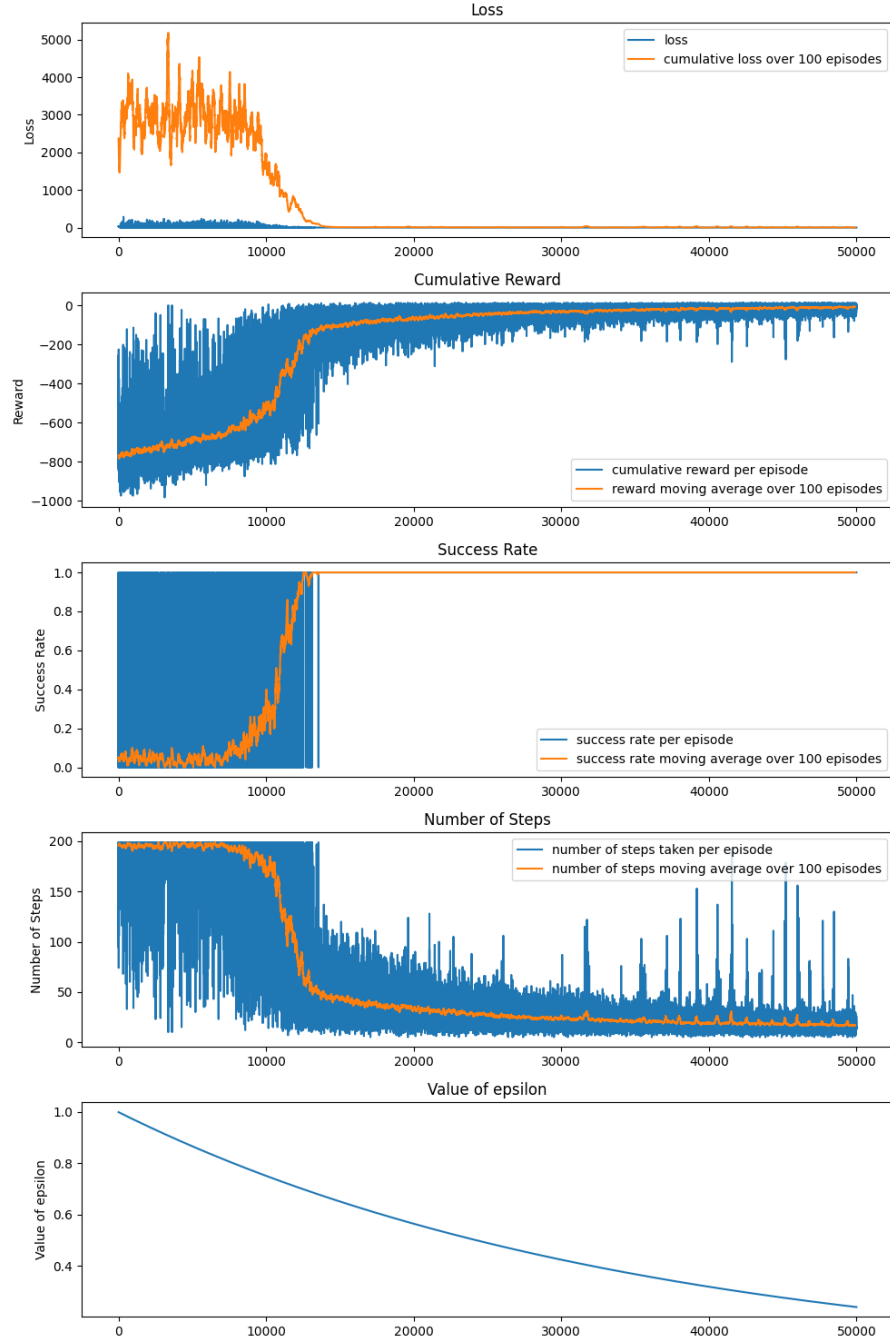 Loss
5000
4000
3000
2000
1000
0
Loss
loss
cumulative loss over 100 episodes
0 10000 20000 30000 40000 50000
Cumulative Reward
0
−200
−400
−600
−800
−1000
Reward
cumulative reward per episode
reward moving average over 100 episodes
0 10000 20000 30000 40000 50000
Success Rate
1.0
0.8
0.6
0.4
0.2
0.0
Success Rate
success rate per episode
success rate moving average over 100 episodes
0 10000 20000 30000 40000 50000
Number of Steps
200
150
100
50
0
Number of Steps
number of steps taken per episode
number of steps moving average over 100 episodes
0 10000 20000 30000 40000 50000
Value of epsilon
1.0
0.8
0.6
0.4
Value of epsilon
0 10000 20000 30000 40000 50000